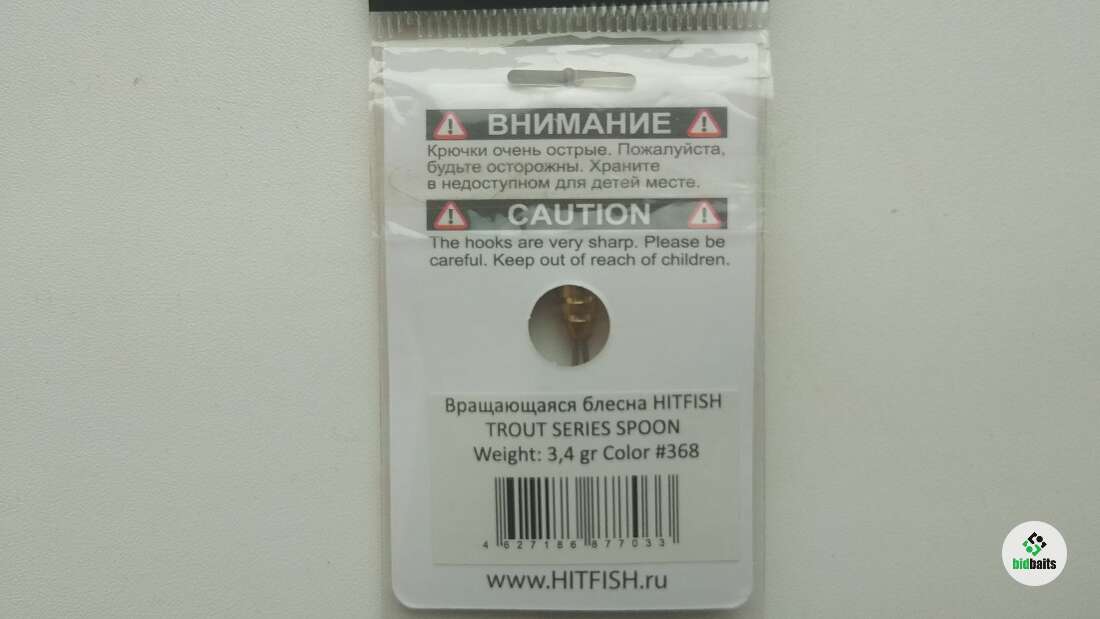 ВНИМАНИЕ
Крючки очень острые. Пожалуйста,
будьте осторожны. Храните
в недоступном для детей месте.
CAUTION
The hooks are very sharp. Please be
careful. Keep out of reach of children.
Вращающаяся блесна HITFISH
TROUT SERIES SPOON
Weight: 3,4 gr Color #368
4 627186 877033
www.HITFISH.ru
bidbaits